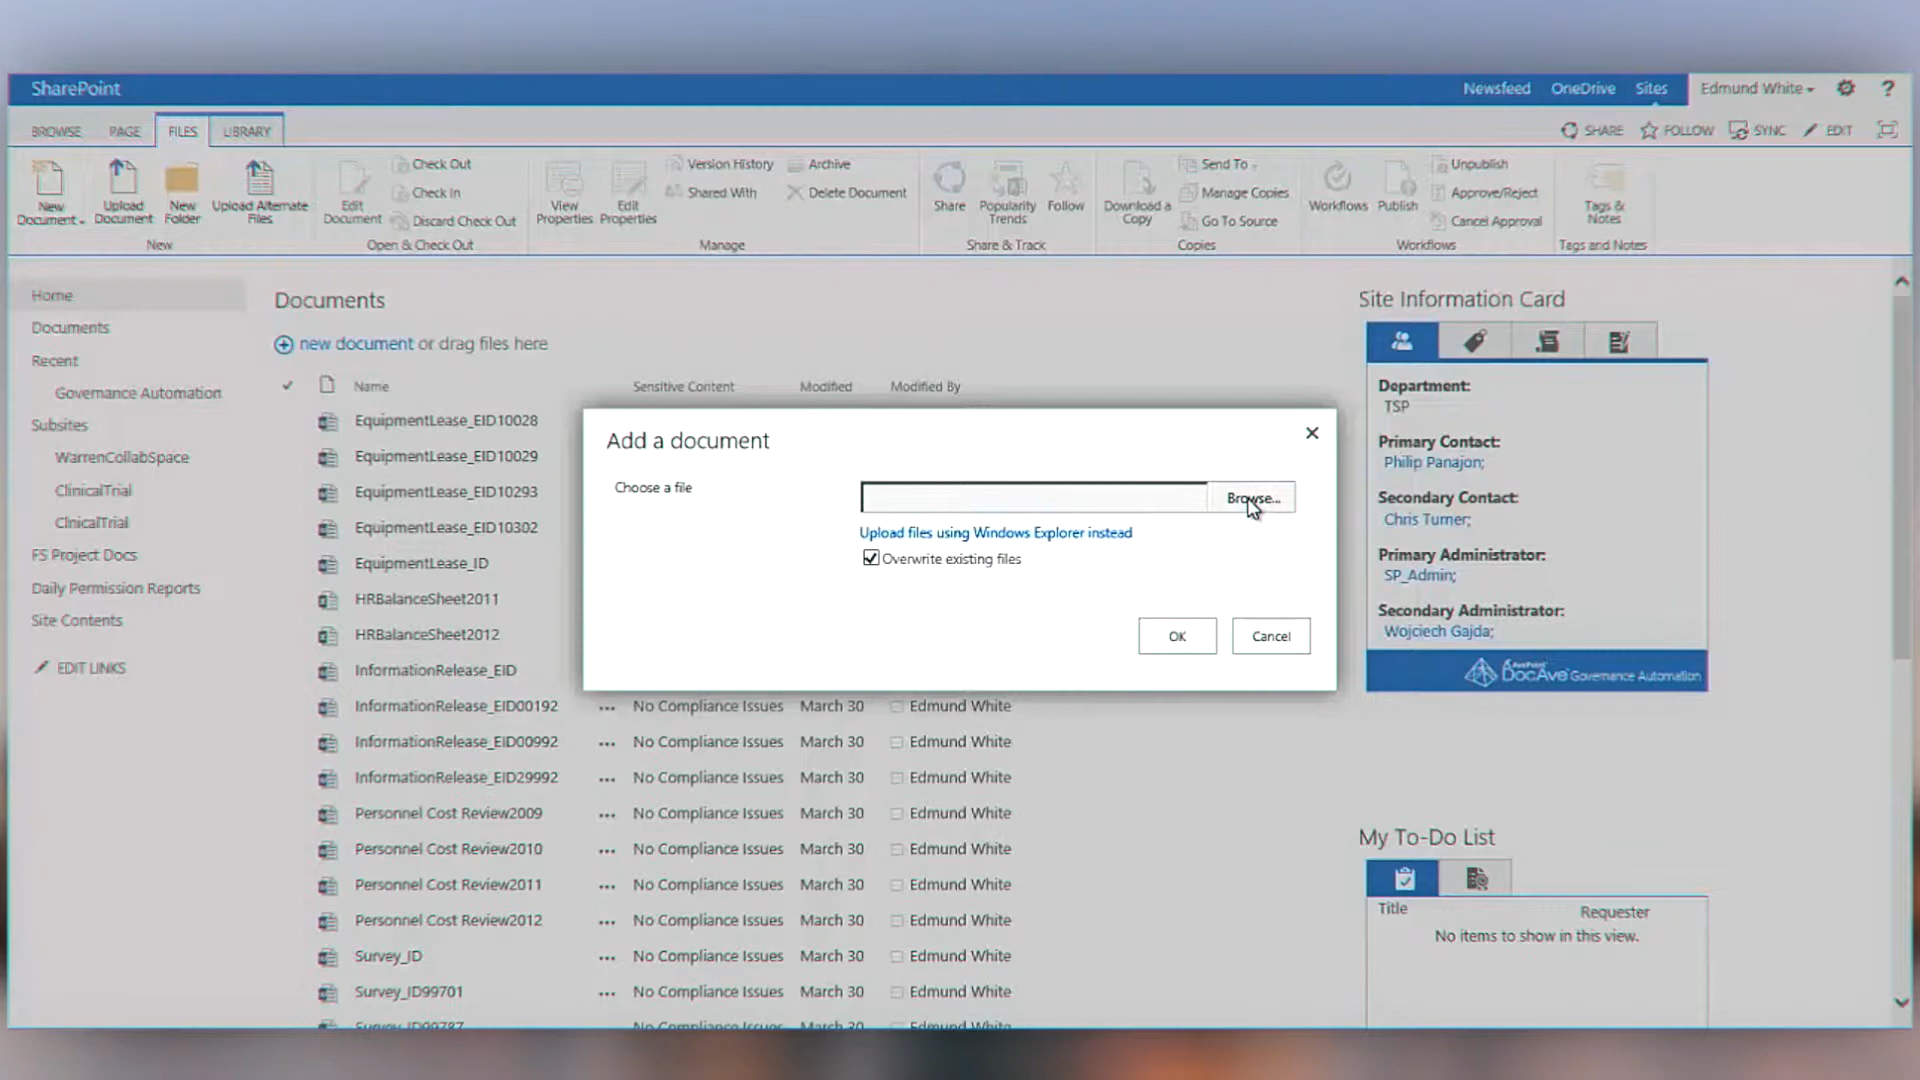 SharePoint
Newsfeed OneDrive Sites Edmund White ?
BROWSE PAGE FILES LIBRARY
SHARE FOLLOW SYNC EDIT
New Document
Upload Document
New Folder
Upload Alternate Files
New
Edit Document
Check Out
Check In
Discard Check Out
Open & Check Out
View Properties
Edit Properties
Version History
Shared With
Archive
Delete Document
Manage
Share
Popularity Trends
Follow
Share & Track
Download a Copy
Send To
Manage Copies
Go To Source
Copies
Workflows
Publish
Unpublish
Approve/Reject
Cancel Approval
Workflows
Tags & Notes
Tags and Notes
Home
Documents
Recent
Governance Automation
Subsites
WarrenCollabSpace
ClinicalTrial
ClnicalTrial
FS Project Docs
Daily Permission Reports
Site Contents
EDIT LINKS
Documents
new document or drag files here
Name Sensitive Content Modified Modified By
EquipmentLease_EID10028
EquipmentLease_EID10029
EquipmentLease_EID10293
EquipmentLease_EID10302
EquipmentLease_ID
HRBalanceSheet2011
HRBalanceSheet2012
InformationRelease_EID
InformationRelease_EID00192 ... No Compliance Issues March 30 Edmund White
InformationRelease_EID00992 ... No Compliance Issues March 30 Edmund White
InformationRelease_EID29992 ... No Compliance Issues March 30 Edmund White
Personnel Cost Review2009 ... No Compliance Issues March 30 Edmund White
Personnel Cost Review2010 ... No Compliance Issues March 30 Edmund White
Personnel Cost Review2011 ... No Compliance Issues March 30 Edmund White
Personnel Cost Review2012 ... No Compliance Issues March 30 Edmund White
Survey_ID ... No Compliance Issues March 30 Edmund White
Survey_ID99701 ... No Compliance Issues March 30 Edmund White
Survey_ID99787 No Compliance Issues March 30 Edmund White
Add a document
Choose a file
Browse...
Upload files using Windows Explorer instead
Overwrite existing files
OK Cancel
Site Information Card
Department:
TSP
Primary Contact:
Philip Panajon;
Secondary Contact:
Chris Turner;
Primary Administrator:
SP_Admin;
Secondary Administrator:
Wojciech Gajda;
AvePoint
DocAve Governance Automation
My To-Do List
Title Requester
No items to show in this view.